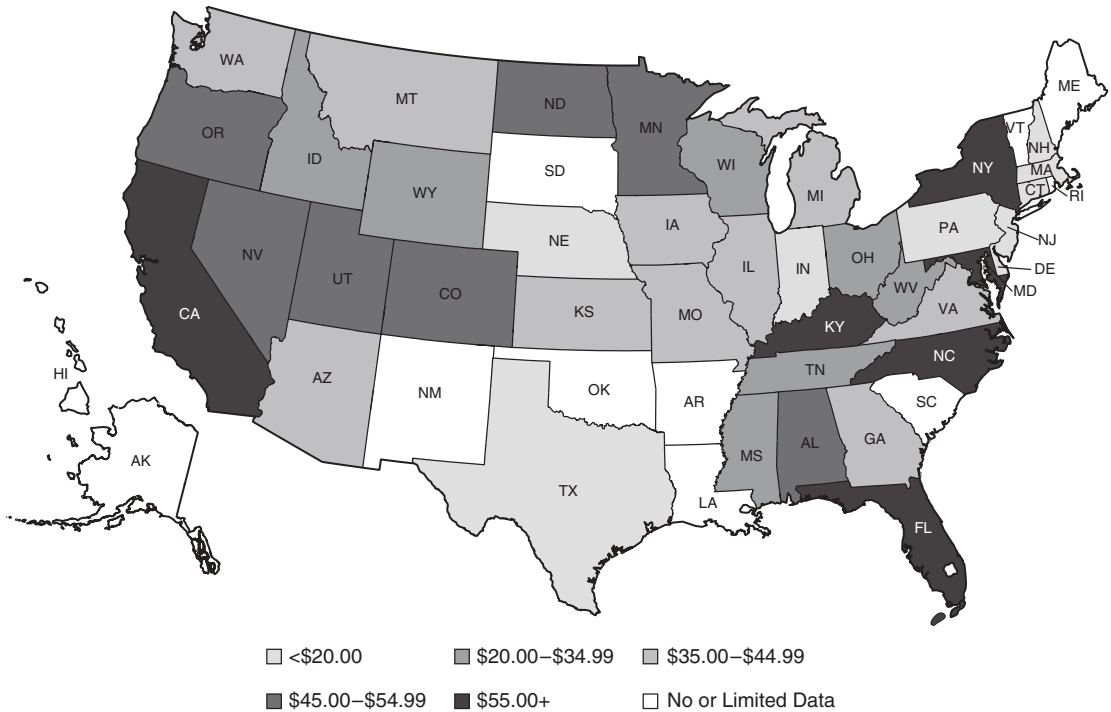 WA
MT
ND
MN
ME
VT
NH
MA
CT
RI
OR
ID
WY
SD
WI
MI
NY
NV
UT
CO
NE
IA
IL
IN
OH
PA
NJ
DE
MD
WV
VA
CA
KS
MO
KY
NC
TN
HI
AZ
NM
OK
AR
SC
AK
TX
LA
MS
AL
GA
FL
<$20.00
$20.00–$34.99
$35.00–$44.99
$45.00–$54.99
$55.00+
No or Limited Data